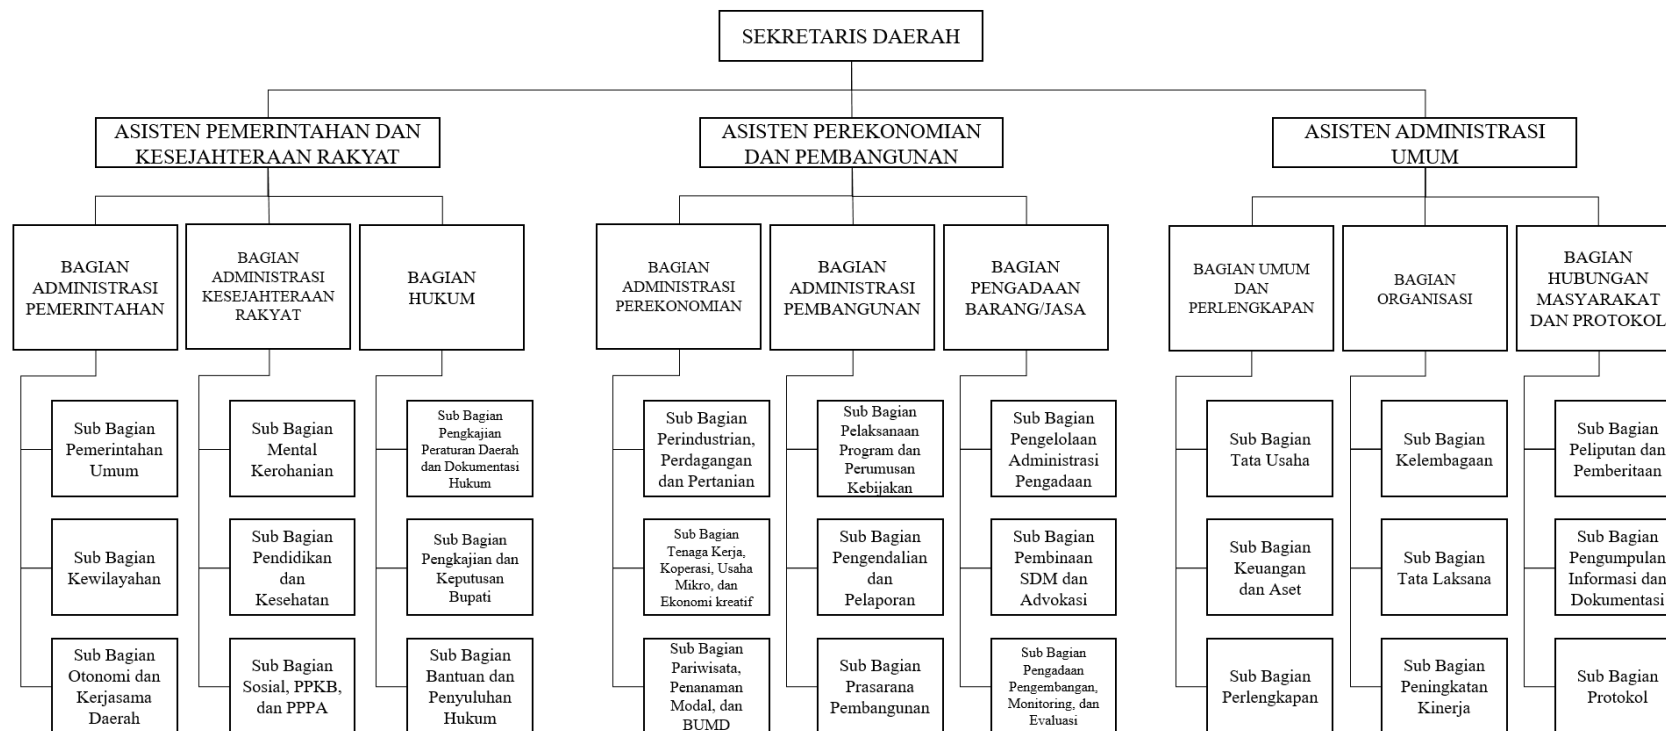 SEKRETARIS DAERAH
ASISTEN PEMERINTAHAN DAN
KESEJAHTERAAN RAKYAT
ASISTEN PEREKONOMIAN
DAN PEMBANGUNAN
ASISTEN ADMINISTRASI
UMUM
BAGIAN
ADMINISTRASI
PEMERINTAHAN
BAGIAN
ADMINISTRASI
KESEJAHTERAAN
RAKYAT
BAGIAN
HUKUM
BAGIAN
ADMINISTRASI
PEREKONOMIAN
BAGIAN
ADMINISTRASI
PEMBANGUNAN
BAGIAN
PENGADAAN
BARANG/JASA
BAGIAN UMUM
DAN
PERLENGKAPAN
BAGIAN
ORGANISASI
BAGIAN
HUBUNGAN
MASYARAKAT
DAN PROTOKOL
Sub Bagian
Pemerintahan
Umum
Sub Bagian
Mental
Kerohanian
Sub Bagian
Pengkajian
Peraturan Daerah
dan Dokumentasi
Hukum
Sub Bagian
Perindustrian,
Perdagangan
dan Pertanian
Sub Bagian
Pelaksanaan
Program dan
Perumusan
Kebijakan
Sub Bagian
Pengelolaan
Administrasi
Pengadaan
Sub Bagian
Tata Usaha
Sub Bagian
Kelembagaan
Sub Bagian
Peliputan dan
Pemberitaan
Sub Bagian
Kewilayahan
Sub Bagian
Pendidikan
dan
Kesehatan
Sub Bagian
Pengkajian dan
Keputusan
Bupati
Sub Bagian
Tenaga Kerja,
Koperasi, Usaha
Mikro, dan
Ekonomi kreatif
Sub Bagian
Pengendalian
dan
Pelaporan
Sub Bagian
Pembinaan
SDM dan
Advokasi
Sub Bagian
Keuangan
dan Aset
Sub Bagian
Tata Laksana
Sub Bagian
Pengumpulan
Informasi dan
Dokumentasi
Sub Bagian
Otonomi dan
Kerjasama
Daerah
Sub Bagian
Sosial, PPKB,
dan PPPA
Sub Bagian
Bantuan dan
Penyuluhan
Hukum
Sub Bagian
Pariwisata,
Penanaman
Modal, dan
BUMD
Sub Bagian
Prasarana
Pembangunan
Sub Bagian
Pengadaan
Pengembangan,
Monitoring, dan
Evaluasi
Sub Bagian
Perlengkapan
Sub Bagian
Peningkatan
Kinerja
Sub Bagian
Protokol